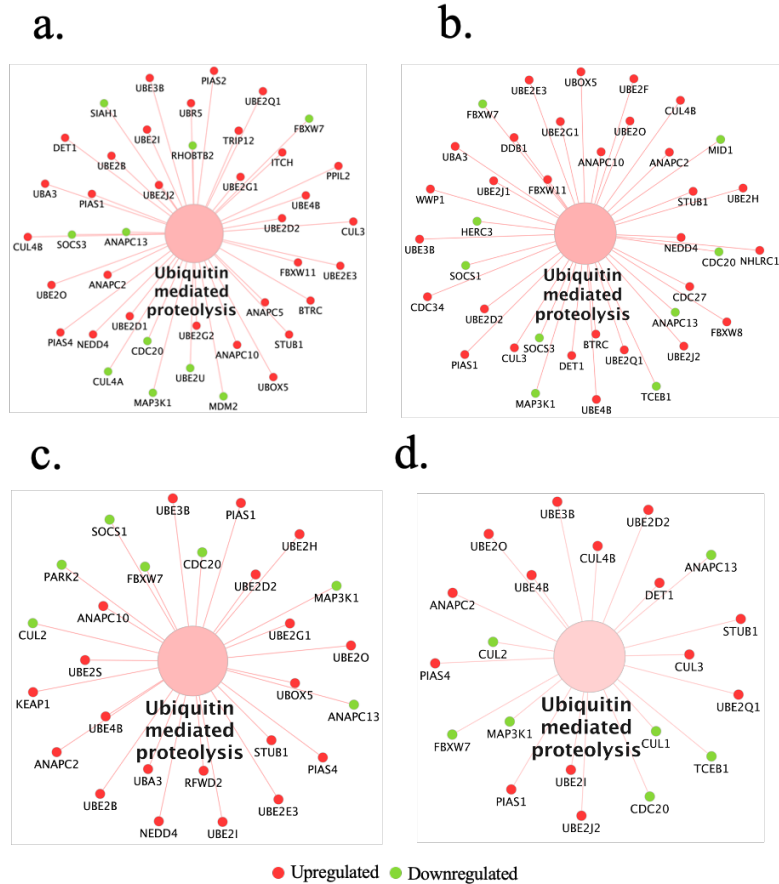 a.
b.
PIAS2
UBE3B
UBE2Q1
SIAH1
UBR5
FBXW7
UBE2I
TRIP12
DET1
RHOBTB2
ITCH
UBE2B
PPIL2
UBE2G1
UBA3
PIAS1
UBE2J2
UBE4B
UBE2D2
CUL3
CUL4B
SOCS3
ANAPC13
Ubiquitin
mediated
proteolysis
FBXW11
UBE2E3
UBE2O
ANAPC2
BTRC
ANAPC5
UBE2D1
PIAS4
NEDD4
UBE2G2
STUB1
CDC20
ANAPC10
CUL4A
UBE2U
UBOX5
MAP3K1
MDM2
UBOX5
UBE2E3
UBE2F
CUL4B
FBXW7
UBE2G1
UBE2O
DDB1
MID1
UBA3
ANAPC10
ANAPC2
WWP1
UBE2J1
FBXW11
STUB1
UBE2H
HERC3
UBE3B
NEDD4
CDC20
NHLRC1
SOCS1
Ubiquitin
mediated
proteolysis
CDC27
CDC34
UBE2D2
ANAPC13
FBXW8
SOCS3
BTRC
PIAS1
CUL3
DET1
UBE2Q1
UBE2J2
MAP3K1
UBE4B
TCEB1
c.
d.
UBE3B
PIAS1
SOCS1
UBE2H
CDC20
PARK2
FBXW7
UBE2D2
MAP3K1
ANAPC10
CUL2
UBE2G1
UBE2O
UBE2S
KEAP1
UBOX5
ANAPC13
UBE4B
Ubiquitin
mediated
proteolysis
ANAPC2
STUB1
PIAS4
UBA3
RFWD2
UBE2B
UBE2E3
NEDD4
UBE2I
UBE3B
UBE2D2
UBE2O
CUL4B
ANAPC13
UBE4B
DET1
ANAPC2
STUB1
CUL2
CUL3
PIAS4
UBE2Q1
MAP3K1
Ubiquitin
mediated
proteolysis
FBXW7
CUL1
TCEB1
UBE2I
PIAS1
CDC20
UBE2J2
Upregulated
Downregulated